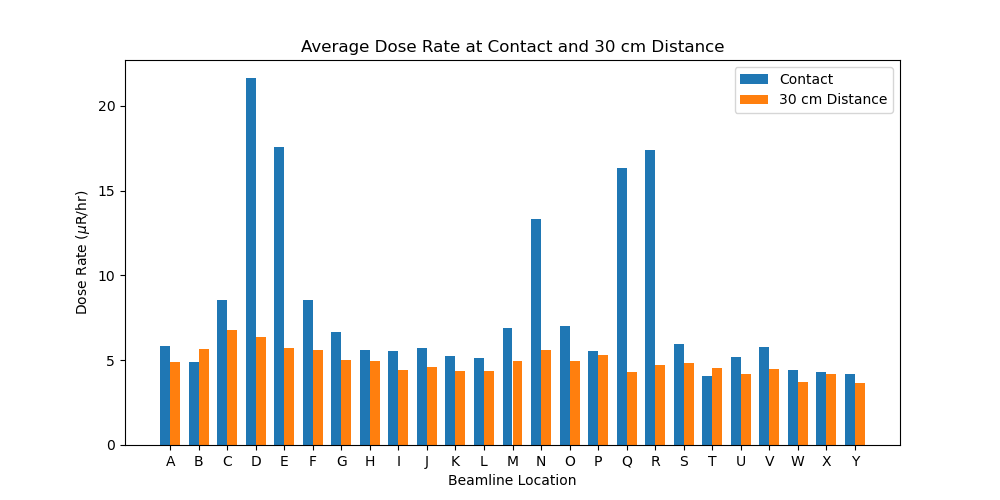 Average Dose Rate at Contact and 30 cm Distance
Contact
30 cm Distance
Dose Rate (μR/hr)
20
15
10
5
0
A B C D E F G H I J K L M N O P Q R S T U V W X Y
Beamline Location